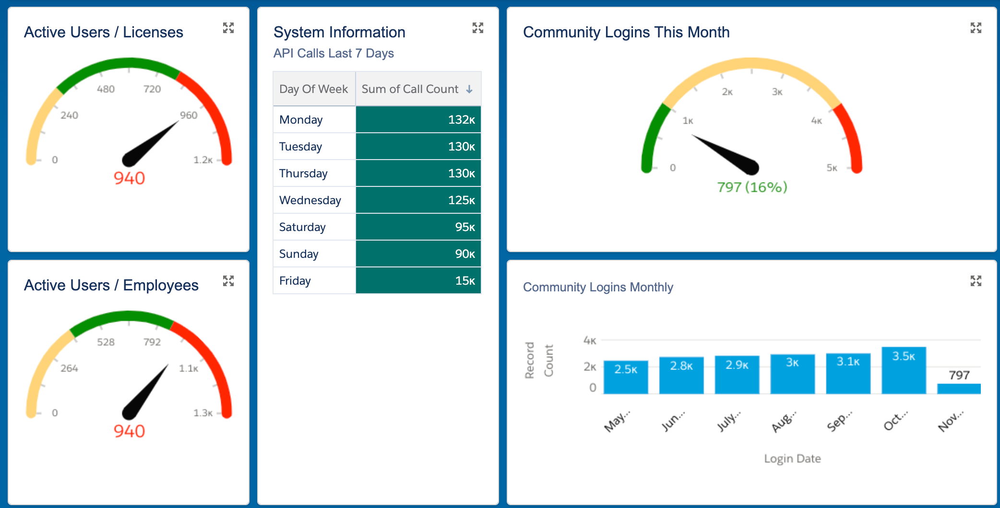 Active Users / Licenses
0
240
480
720
960
1.2K
940
System Information
API Calls Last 7 Days
Day Of Week Sum of Call Count ↓
Monday 132K
Tuesday 130K
Thursday 130K
Wednesday 125K
Saturday 95K
Sunday 90K
Friday 15K
Community Logins This Month
0
1K
2K
3K
4K
5K
797 (16%)
Active Users / Employees
0
264
528
792
1.1K
1.3K
940
Community Logins Monthly
Record
Count
4K
2K
0
2.5K
2.8K
2.9K
3K
3.1K
3.5K
797
May...
Jun...
July...
Aug...
Sep...
Oct...
Nov...
Login Date